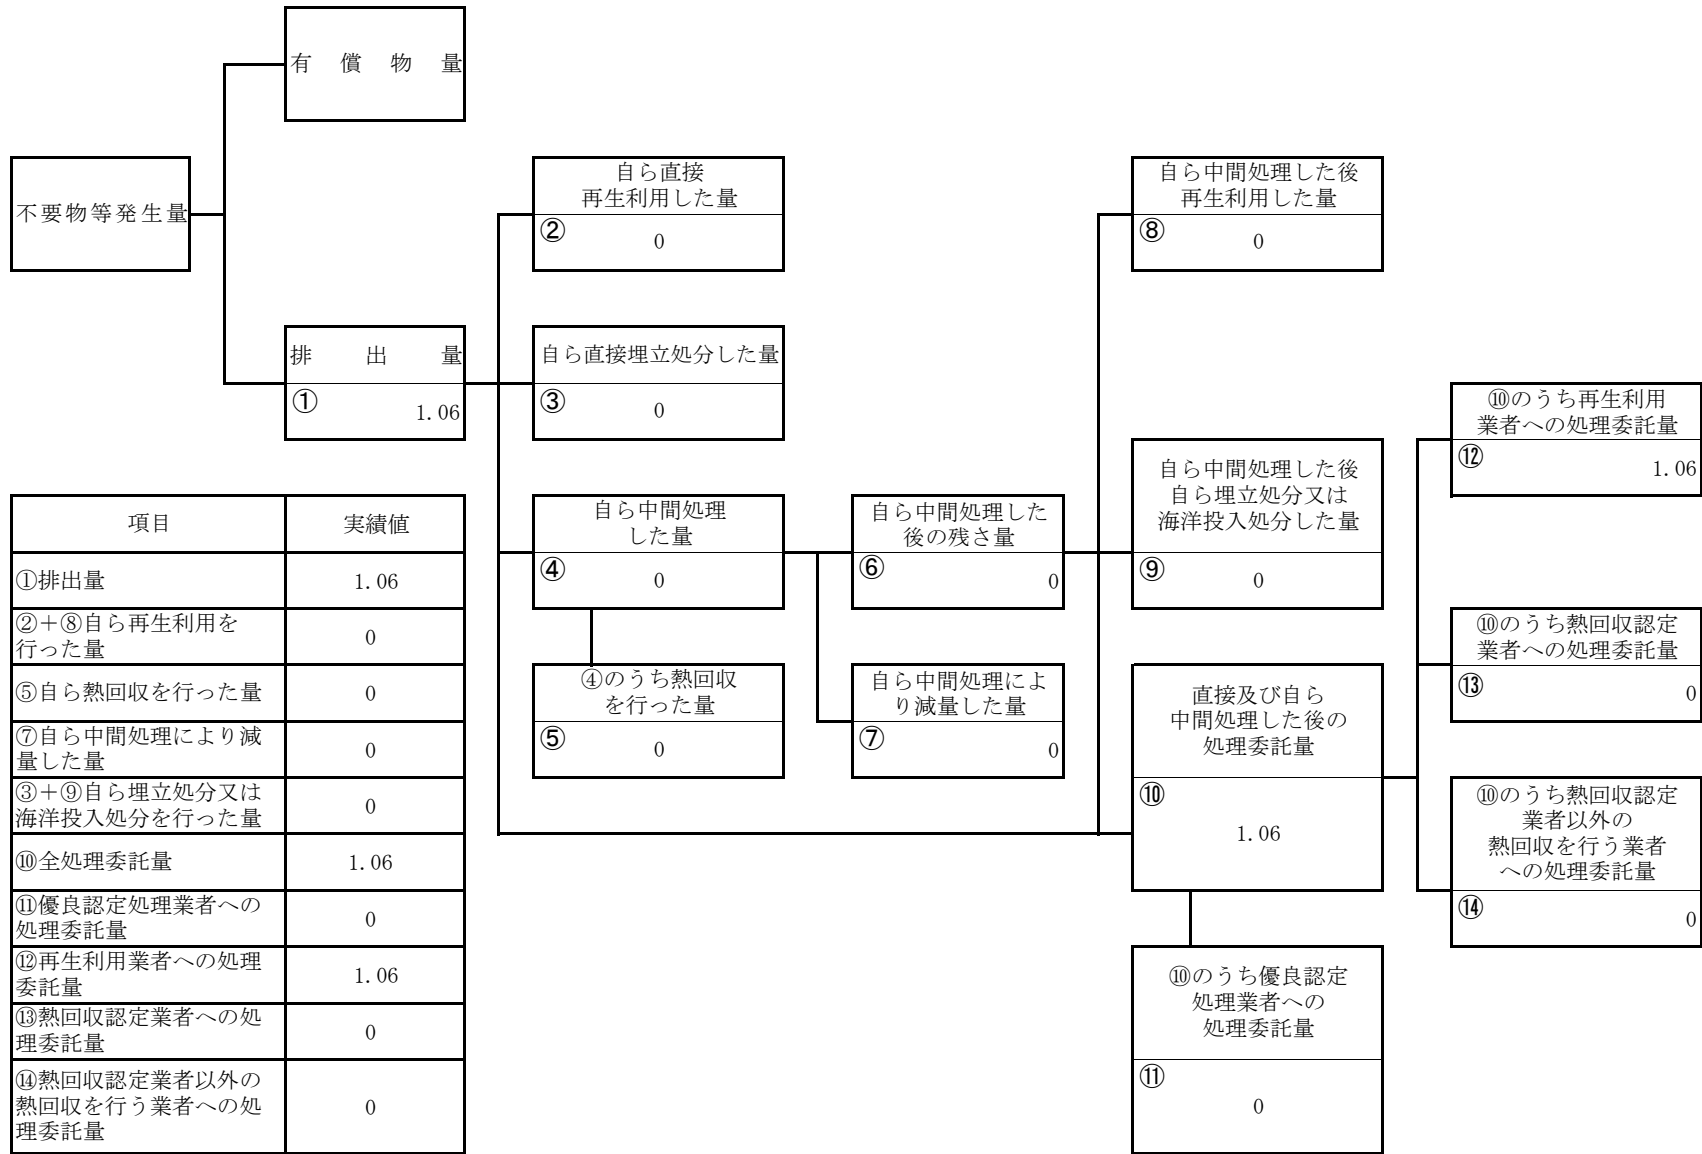 有償物量
不要物等発生量
排出量
①
1.06
自ら直接
再生利用した量
②
0
自ら直接埋立処分した量
③
0
自ら中間処理
した量
④
0
④のうち熱回収
を行った量
⑤
0
自ら中間処理した
後の残さ量
⑥
0
自ら中間処理によ
り減量した量
⑦
0
自ら中間処理した後
再生利用した量
⑧
0
自ら中間処理した後
自ら埋立処分又は
海洋投入処分した量
⑨
0
直接及び自ら
中間処理した後の
処理委託量
⑩
1.06
⑩のうち優良認定
処理業者への
処理委託量
⑪
0
⑩のうち再生利用
業者への処理委託量
⑫
1.06
⑩のうち熱回収認定
業者への処理委託量
⑬
0
⑩のうち熱回収認定
業者以外の
熱回収を行う業者
への処理委託量
⑭
0
項目 実績値
①排出量 1.06
②＋⑧自ら再生利用を
行った量 0
⑤自ら熱回収を行った量 0
⑦自ら中間処理により減
量した量 0
③＋⑨自ら埋立処分又は
海洋投入処分を行った量 0
⑩全処理委託量 1.06
⑪優良認定処理業者への
処理委託量 0
⑫再生利用業者への処理
委託量 1.06
⑬熱回収認定業者への処
理委託量 0
⑭熱回収認定業者以外の
熱回収を行う業者への処
理委託量 0